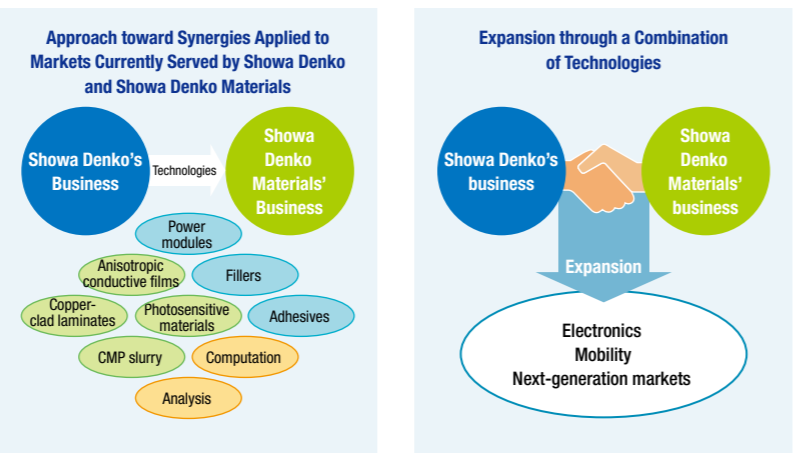 Approach toward Synergies Applied to
Markets Currently Served by Showa Denko
and Showa Denko Materials
Showa Denko's
Business
Technologies
Showa
Denko
Materials'
Business
Power
modules
Anisotropic
conductive films
Fillers
Copper-
clad laminates
Photosensitive
materials
Adhesives
CMP slurry
Computation
Analysis
Expansion through a Combination
of Technologies
Showa Denko's
business
Showa
Denko
Materials'
business
Expansion
Electronics
Mobility
Next-generation markets